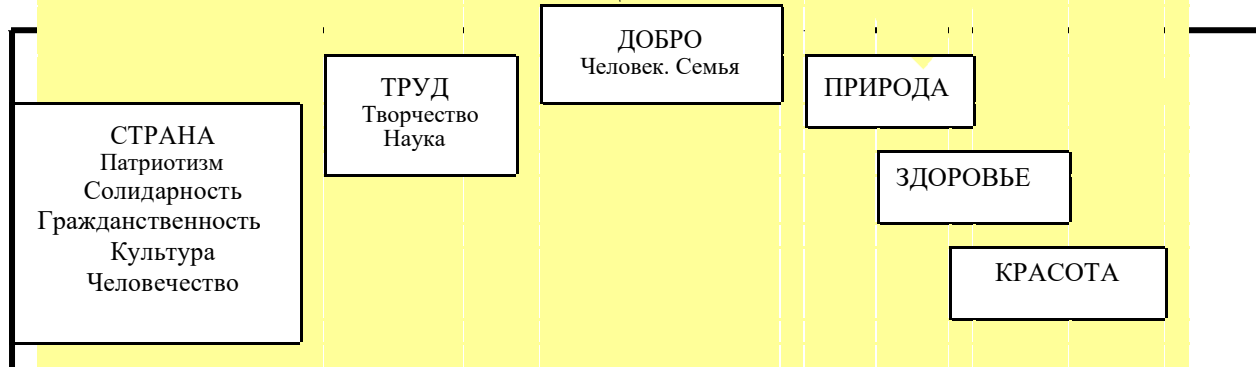 СТРАНА
Патриотизм
Солидарность
Гражданственность
Культура
Человечество
ТРУД
Творчество
Наука
ДОБРО
Человек. Семья
ПРИРОДА
ЗДОРОВЬЕ
КРАСОТА